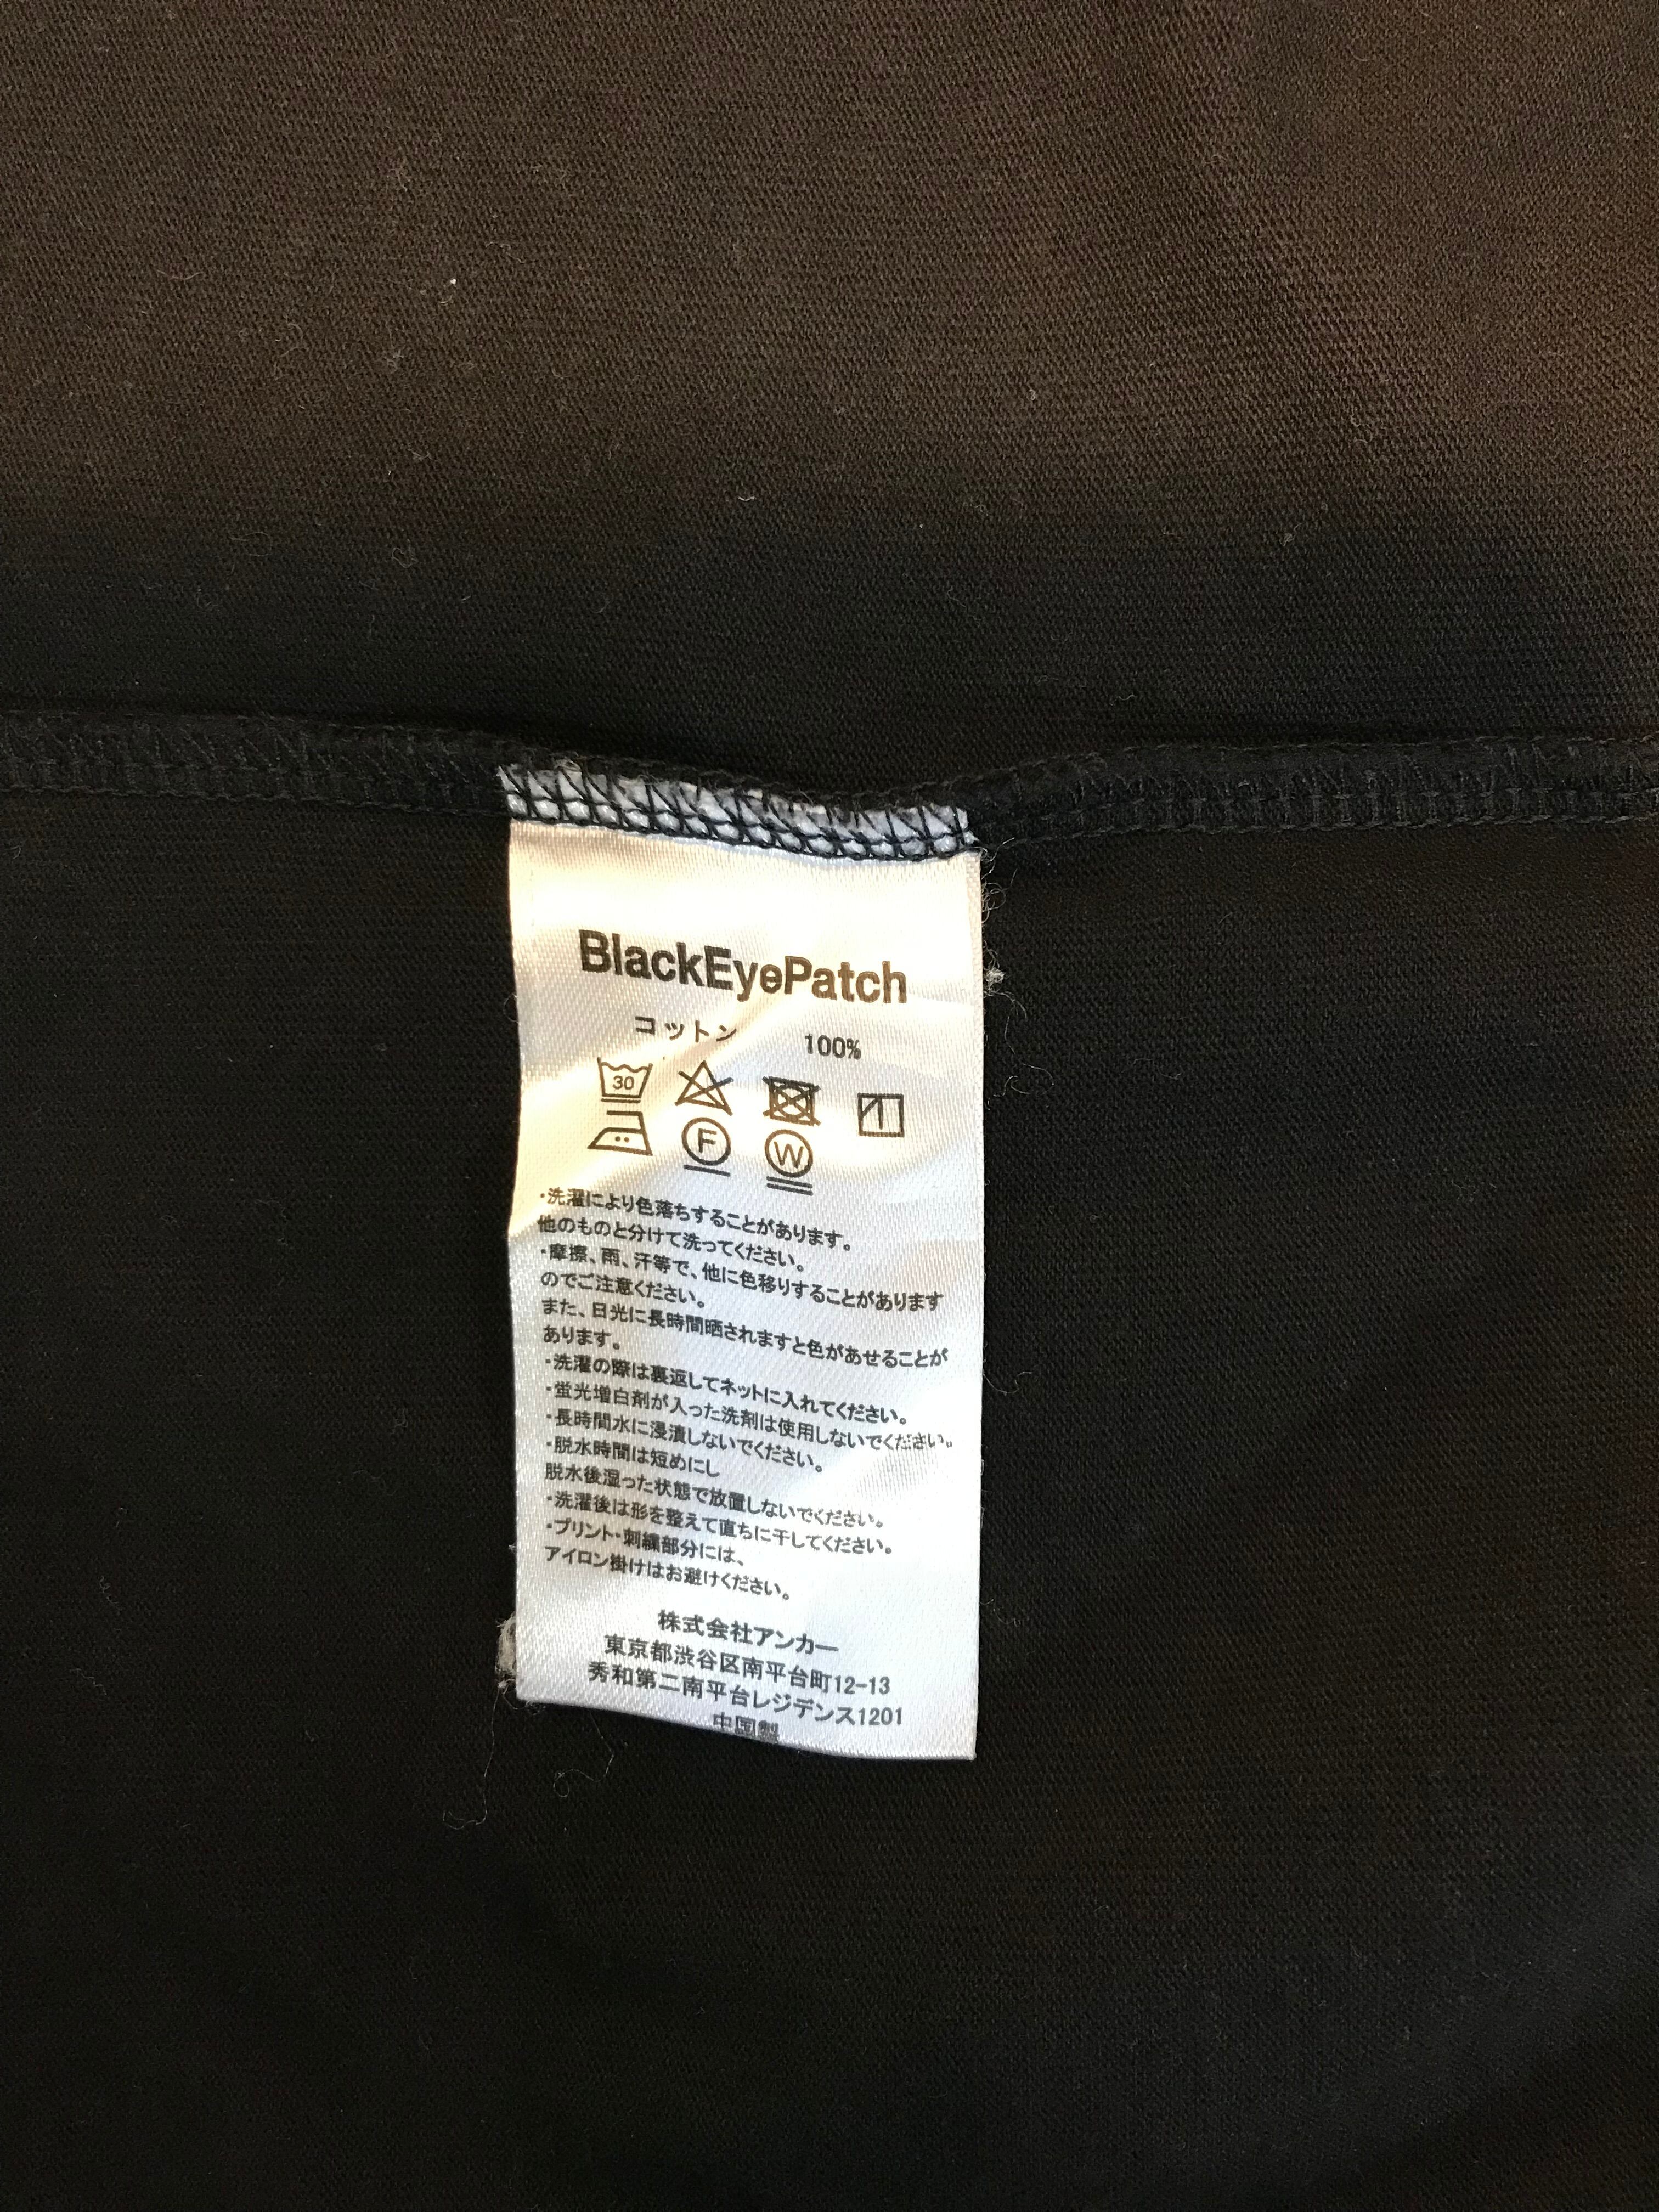 BlackEyePatch
コットン 100%
30
F W
・洗濯により色落ちすることがあります。
他のものと分けて洗ってください。
・摩擦、雨、汗等で、他に色移りすることがあります
のでご注意ください。
また、日光に長時間晒されますと色があせることが
あります。
・洗濯の際は裏返してネットに入れてください。
・蛍光増白剤が入った洗剤は使用しないでください。
・長時間水に浸漬しないでください。
・脱水時間は短めにし
脱水後湿った状態で放置しないでください。
・洗濯後は形を整えて直ちに干してください。
・プリント・刺繍部分には、
アイロン掛けはお避けください。
株式会社アンカー
東京都渋谷区南平台町12-13
秀和第二南平台レジデンス1201
中国製